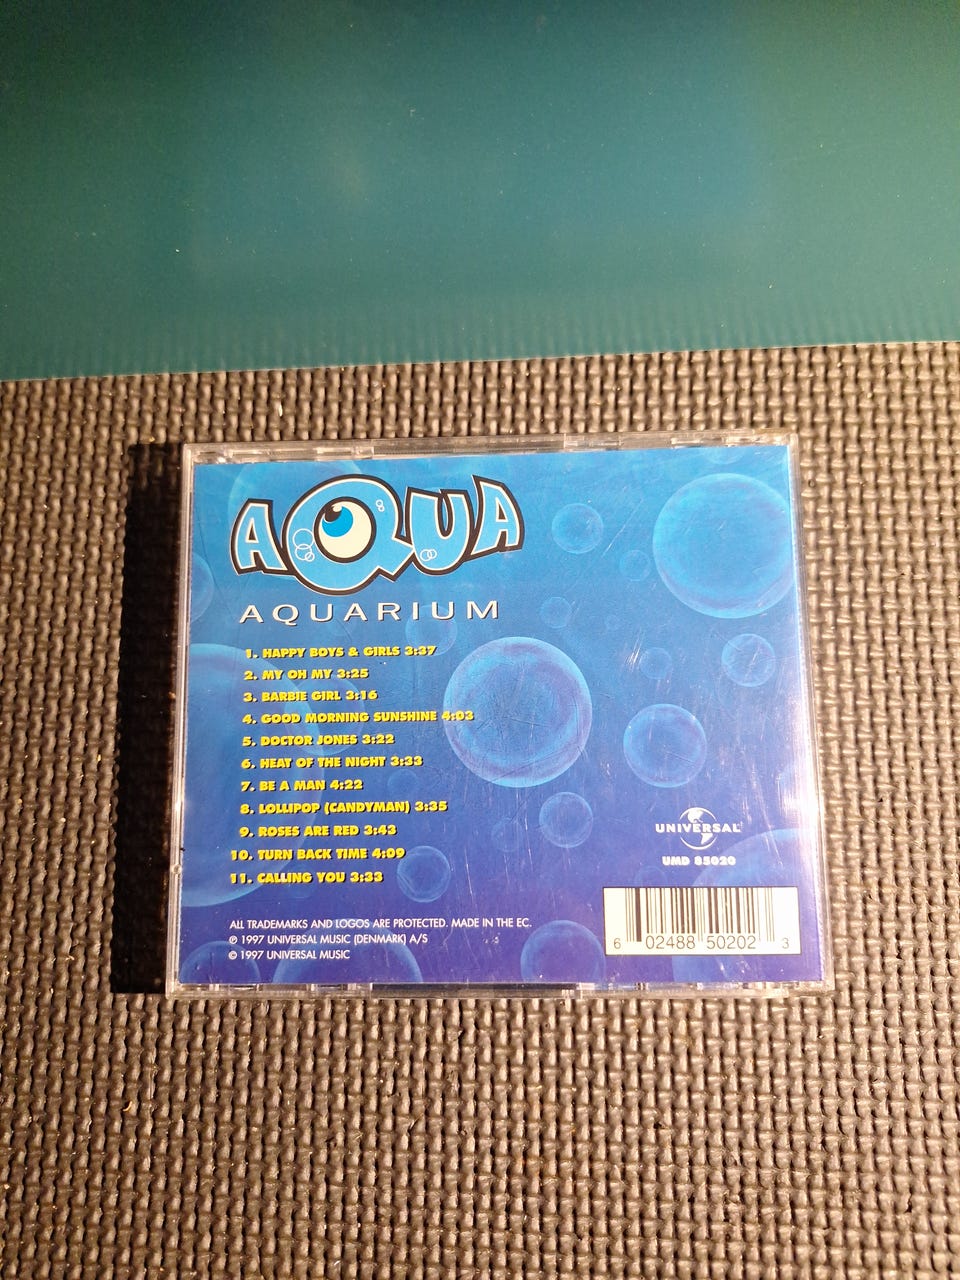 AQUA
AQUARIUM
1. HAPPY BOYS & GIRLS 3:37
2. MY OH MY 3:25
3. BARBIE GIRL 3:16
4. GOOD MORNING SUNSHINE 4:03
5. DOCTOR JONES 3:22
6. HEAT OF THE NIGHT 3:33
7. BE A MAN 4:22
8. LOLLIPOP (CANDYMAN) 3:35
9. ROSES ARE RED 3:43
10. TURN BACK TIME 4:09
11. CALLING YOU 3:33
UNIVERSAL
UMD 85020
ALL TRADEMARKS AND LOGOS ARE PROTECTED. MADE IN THE EC.
℗ 1997 UNIVERSAL MUSIC (DENMARK) A/S
© 1997 UNIVERSAL MUSIC
6 02488 50202 3